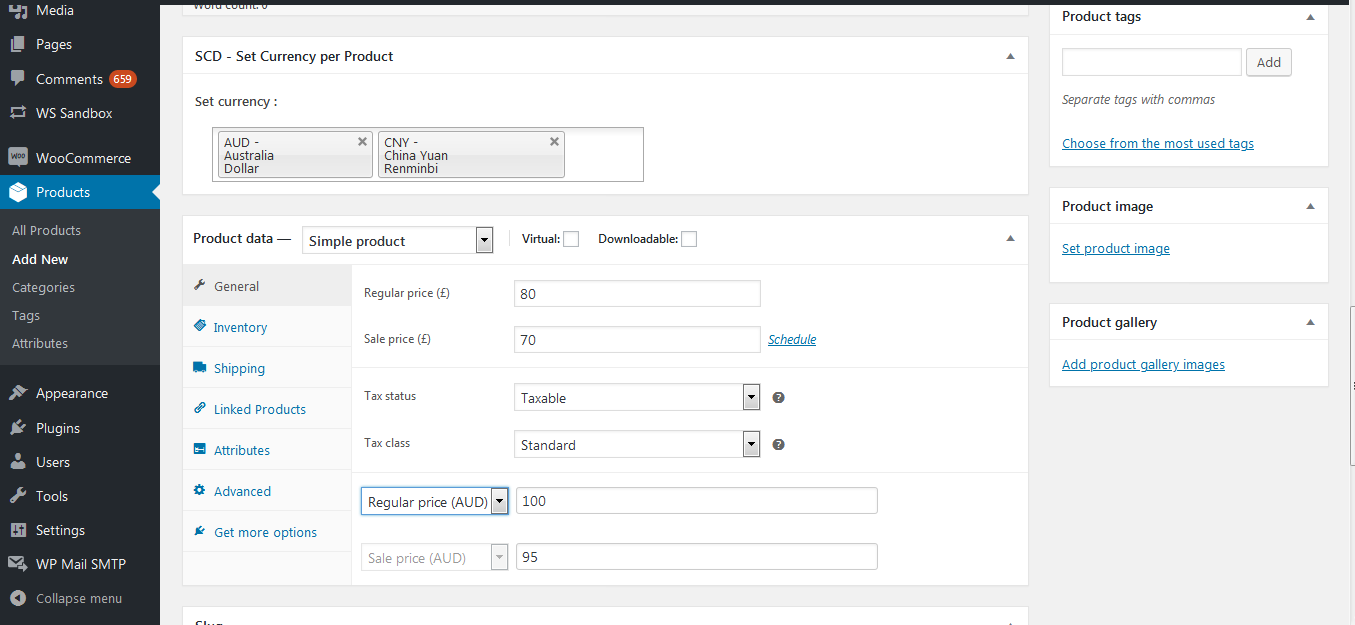 Media
Pages
Comments 659
WS Sandbox
WooCommerce
Products
All Products
Add New
Categories
Tags
Attributes
Appearance
Plugins
Users
Tools
Settings
WP Mail SMTP
Collapse menu
Word count: 0
SCD - Set Currency per Product
Set currency :
AUD -
Australia
Dollar
CNY -
China Yuan
Renminbi
Product data —
Simple product
Virtual:
Downloadable:
General
Inventory
Shipping
Linked Products
Attributes
Advanced
Get more options
Regular price (£)
80
Sale price (£)
70
Schedule
Tax status
Taxable
?
Tax class
Standard
?
Regular price (AUD)
100
Sale price (AUD)
95
Slug
Product tags
Add
Separate tags with commas
Choose from the most used tags
Product image
Set product image
Product gallery
Add product gallery images